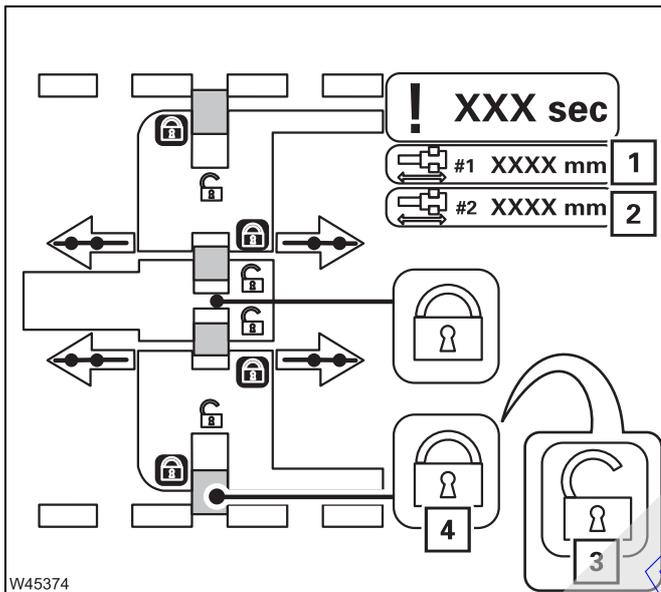 ! XXX sec
#1 XXXX mm 1
#2 XXXX mm 2
4
3
W45374